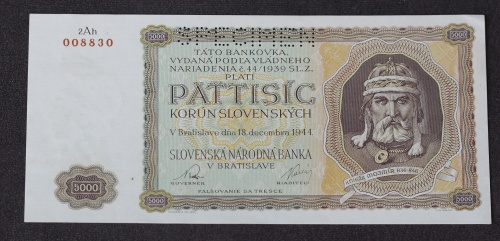 2Ah
008830
5000
5000
TÁTO BANKOVKA,
VYDANÁ PODĽA VLÁDNEHO
NARIADENIA č. 44/1939 SL. Z.
PLATÍ
PÄŤTISÍC
KORÚN SLOVENSKÝCH
V Bratislave dňa 18. decembra 1944.
SLOVENSKÁ NÁRODNÁ BANKA
V BRATISLAVE
GUVERNÉR
RIADITEĽ
FALŠOVANIE SA TRESCE
5000
5000
5000